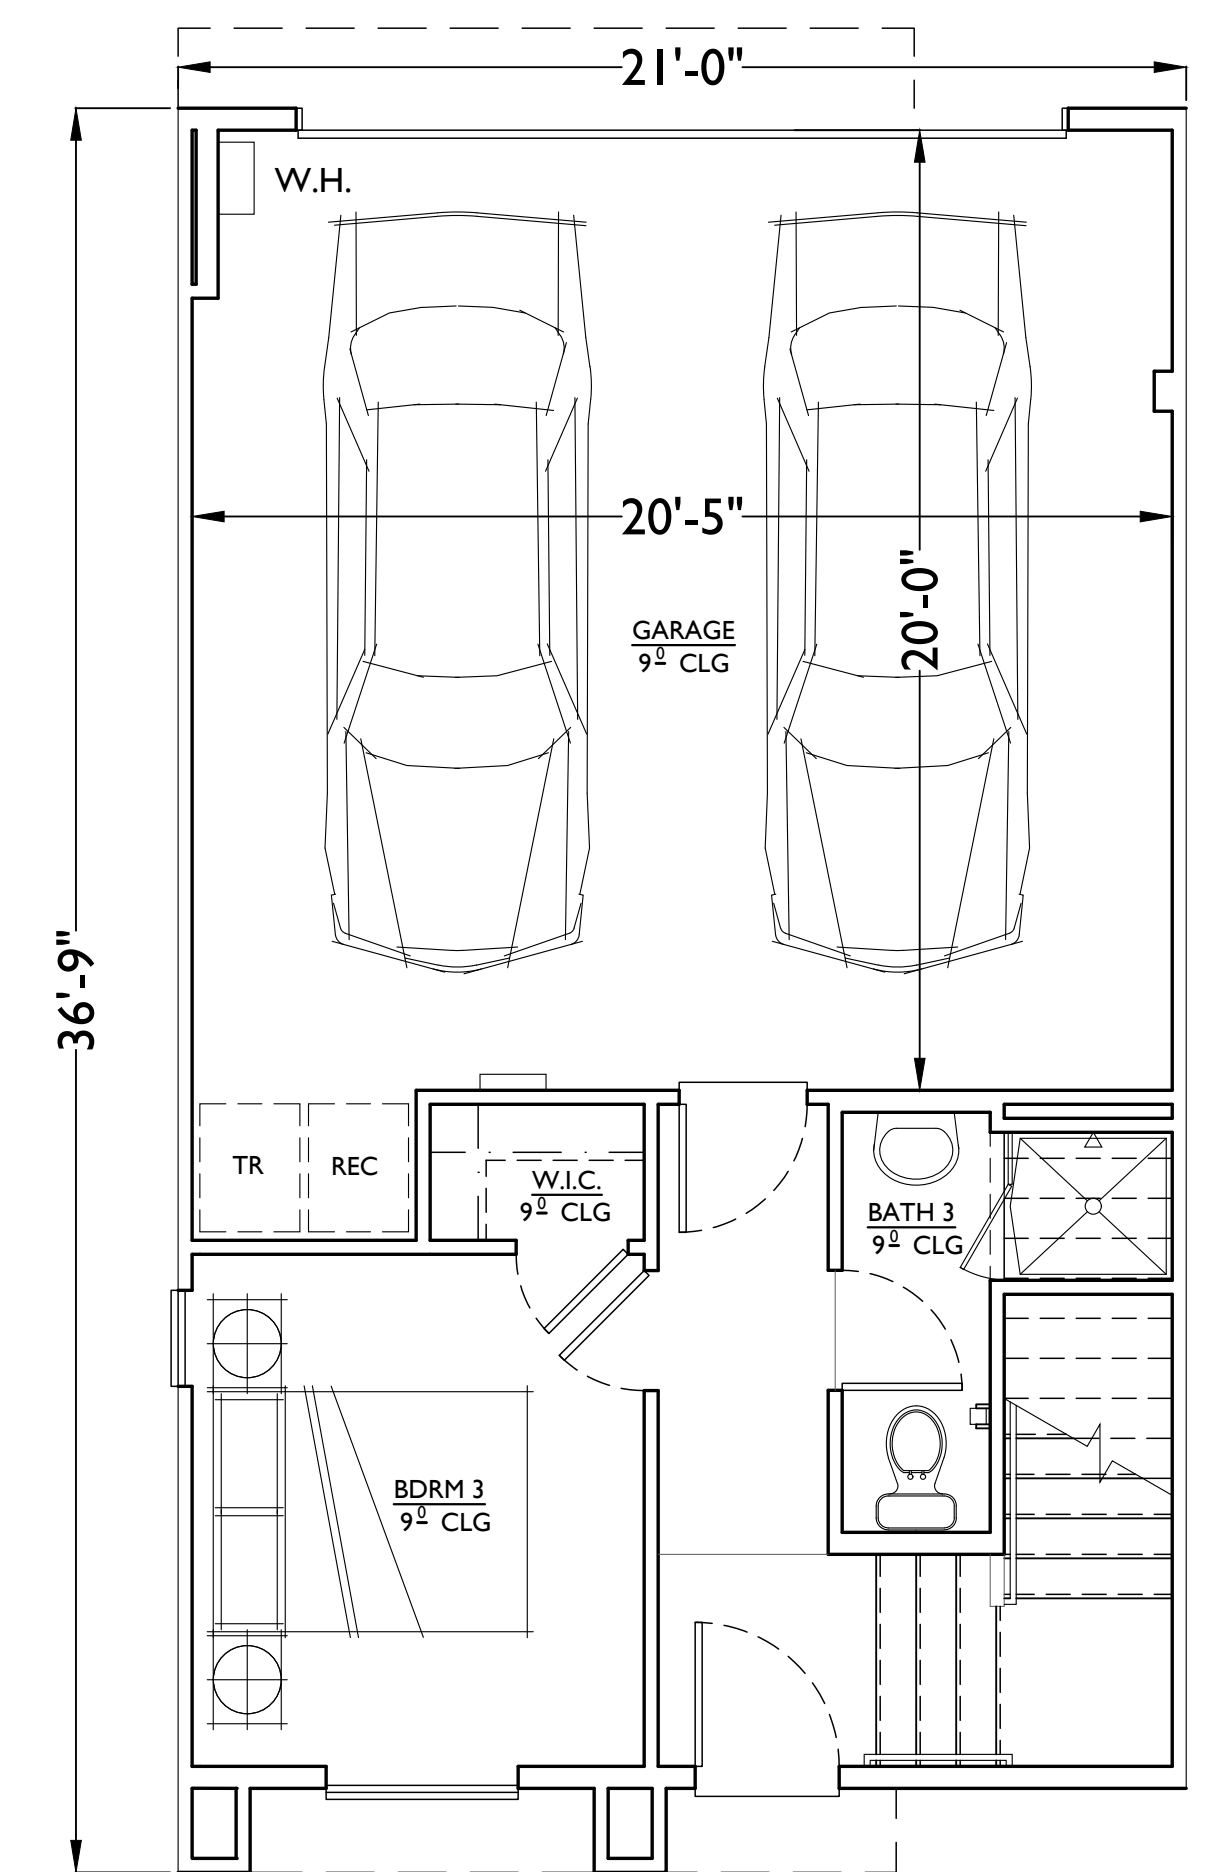 21'-0"
W.H.
20'-5"
20'-0"
GARAGE
9⁰ CLG
36'-9"
TR
REC
W.I.C.
9⁰ CLG
BATH 3
9⁰ CLG
BDRM 3
9⁰ CLG